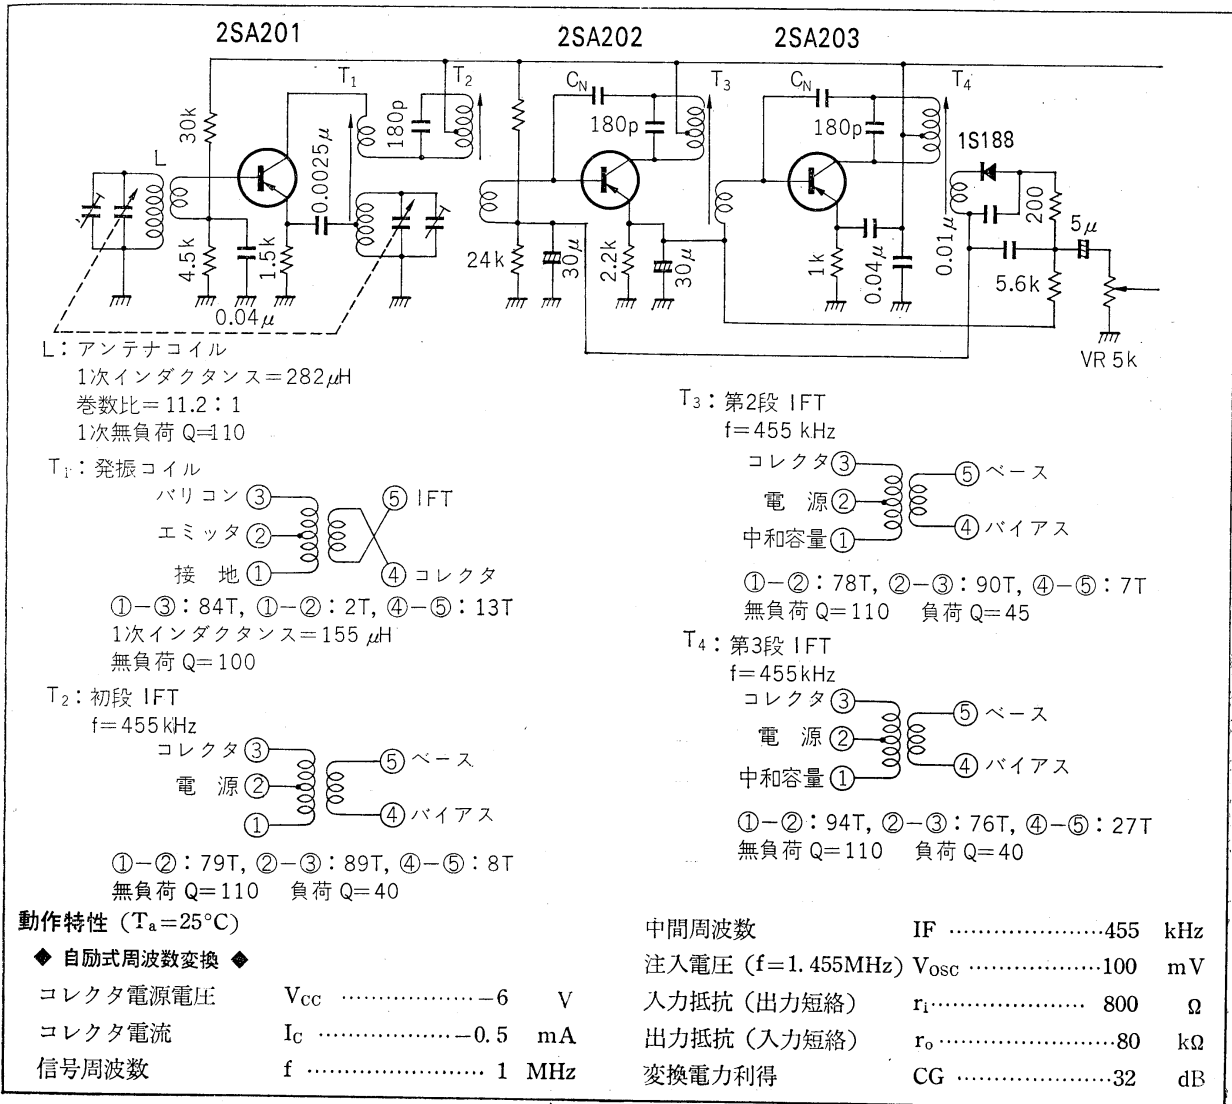 2SA201
2SA202
2SA203
T₁
T₂
T₃
T₄
C_N
C_N
30k
180p
180p
180p
1S188
L
0.0025μ
4.5k
1.5k
0.04μ
24k
30μ
2.2k
30μ
1k
0.04μ
0.01μ
200
5μ
5.6k
VR 5k
L：アンテナコイル
1次インダクタンス＝282μH
巻数比＝11.2：1
1次無負荷 Q=110
T₁：発振コイル
バリコン③
⑤IFT
エミッタ②
接 地①
④コレクタ
①−③：84T, ①−②：2T, ④−⑤：13T
1次インダクタンス＝155 μH
無負荷 Q=100
T₂：初段 IFT
f=455kHz
コレクタ③
⑤ベース
電 源②
①
④バイアス
①−②：79T, ②−③：89T, ④−⑤：8T
無負荷 Q=110 負荷 Q=40
T₃：第2段 IFT
f=455 kHz
コレクタ③
⑤ベース
電 源②
④バイアス
中和容量①
①−②：78T, ②−③：90T, ④−⑤：7T
無負荷 Q=110 負荷 Q=45
T₄：第3段 IFT
f=455kHz
コレクタ③
⑤ベース
電 源②
④バイアス
中和容量①
①−②：94T, ②−③：76T, ④−⑤：27T
無負荷 Q=110 負荷 Q=40
動作特性 (Tₐ=25°C)
◆ 自励式周波数変換 ◆
コレクタ電源電圧 V_CC ……………−6 V
コレクタ電流 I_C ……………−0.5 mA
信号周波数 f ………………… 1 MHz
中間周波数 IF ………………455 kHz
注入電圧 (f=1.455MHz) V_OSC ……………100 mV
入力抵抗（出力短絡） r_i………………… 800 Ω
出力抵抗（入力短絡） r_o…………………80 kΩ
変換電力利得 CG ………………32 dB